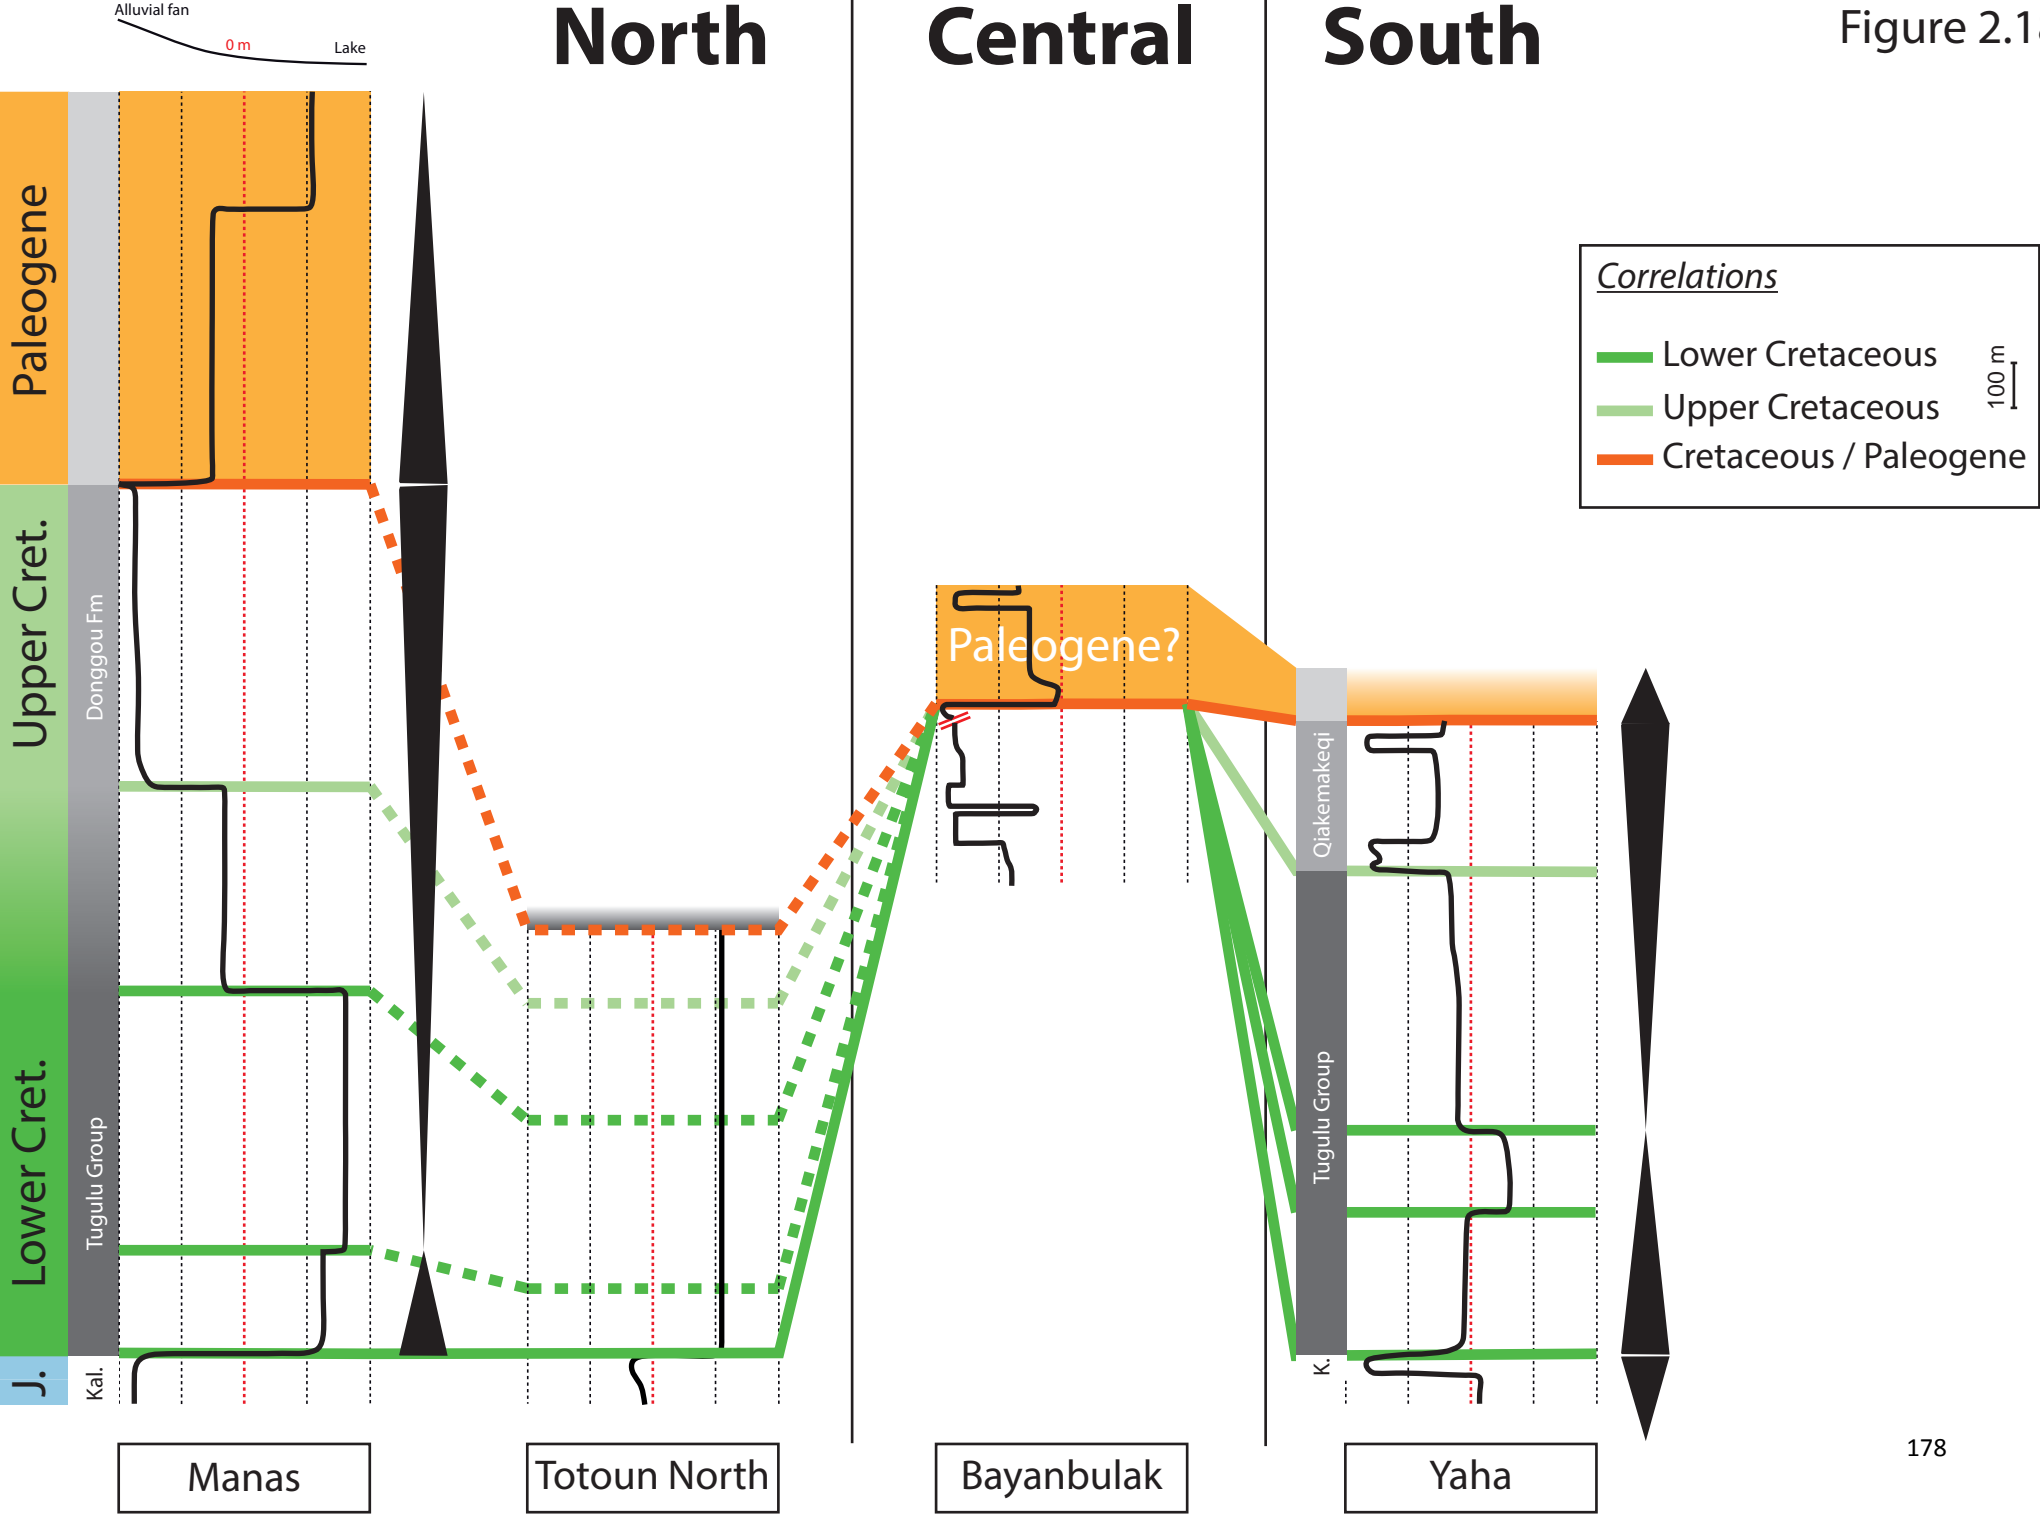 Alluvial fan
0 m
Lake
North
Central
South
Figure 2.1
Paleogene
Upper Cret.
Lower Cret.
J.
Donggou Fm
Tugulu Group
Kal.
Paleogene?
Qiakemakeqi
Tugulu Group
K.
Correlations
Lower Cretaceous
Upper Cretaceous
Cretaceous / Paleogene
100 m
Manas
Totoun North
Bayanbulak
Yaha
178